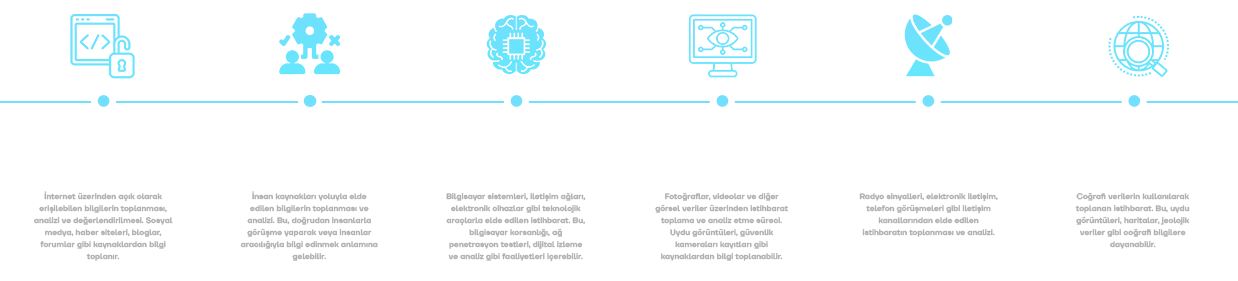 İnternet üzerinden açık olarak
erişilebilen bilgilerin toplanması,
analizi ve değerlendirilmesi. Sosyal
medya, haber siteleri, bloglar,
forumlar gibi kaynaklardan bilgi
toplanır.
İnsan kaynakları yoluyla elde
edilen bilgilerin toplanması ve
analizi. Bu, doğrudan insanlarla
görüşme yaparak veya insanlar
aracılığıyla bilgi edinmek anlamına
gelebilir.
Bilgisayar sistemleri, iletişim ağları,
elektronik cihazlar gibi teknolojik
araçlarla elde edilen istihbarat. Bu,
bilgisayar korsanlığı, ağ
penetrasyon testleri, dijital izleme
ve analiz gibi faaliyetleri içerebilir.
Fotoğraflar, videolar ve diğer
görsel veriler üzerinden istihbarat
toplama ve analiz etme süreci.
Uydu görüntüleri, güvenlik
kameraları kayıtları gibi
kaynaklardan bilgi toplanabilir.
Radyo sinyalleri, elektronik iletişim,
telefon görüşmeleri gibi iletişim
kanallarından elde edilen
istihbaratın toplanması ve analizi.
Coğrafi verilerin kullanılarak
toplanan istihbarat. Bu, uydu
görüntüleri, haritalar, jeolojik
veriler gibi coğrafi bilgilere
dayanabilir.